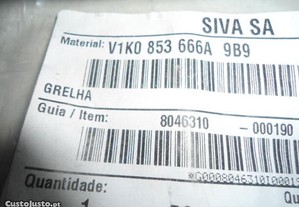 SIVA SA
Material: V1K0 853 666A 9B9
GRELHA
Guia / Item: 8046310 -000190
Quantidade:
CustoJusto.pt